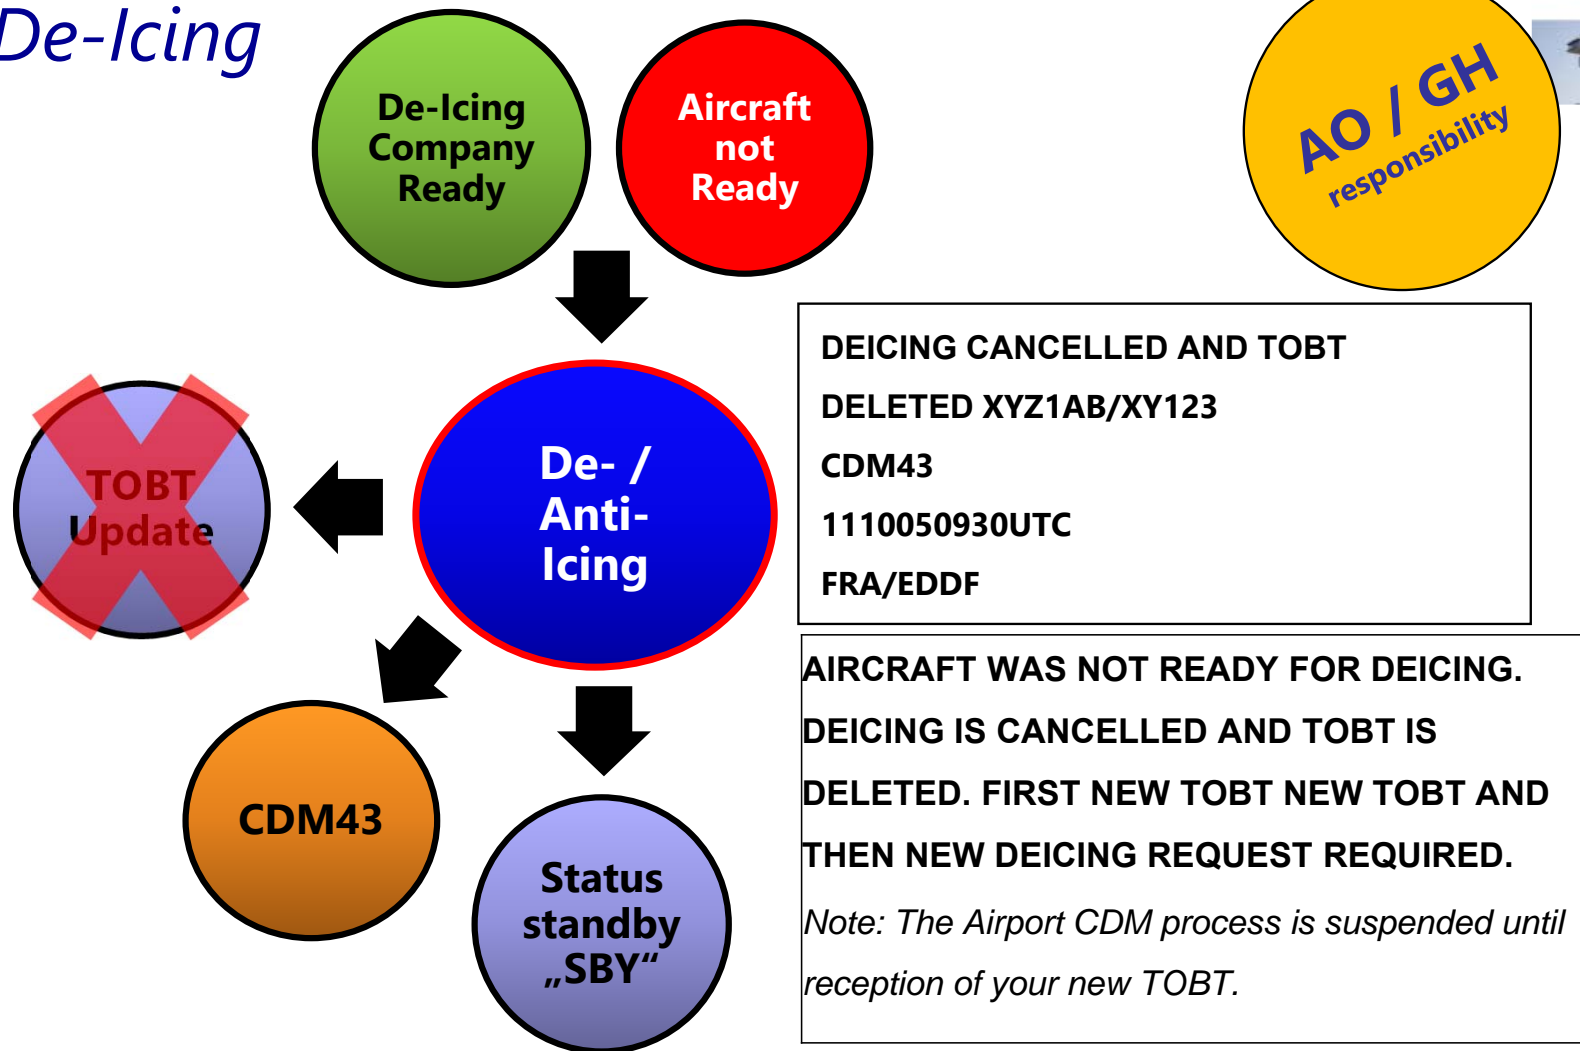 De-Icing
De-Icing
Company
Ready
Aircraft
not
Ready
AO / GH
responsibility
DEICING CANCELLED AND TOBT
DELETED XYZ1AB/XY123
CDM43
1110050930UTC
FRA/EDDF
De- /
Anti-
Icing
TOBT
Update
CDM43
Status
standby
„SBY“
AIRCRAFT WAS NOT READY FOR DEICING.
DEICING IS CANCELLED AND TOBT IS
DELETED. FIRST NEW TOBT NEW TOBT AND
THEN NEW DEICING REQUEST REQUIRED.
Note: The Airport CDM process is suspended until
reception of your new TOBT.